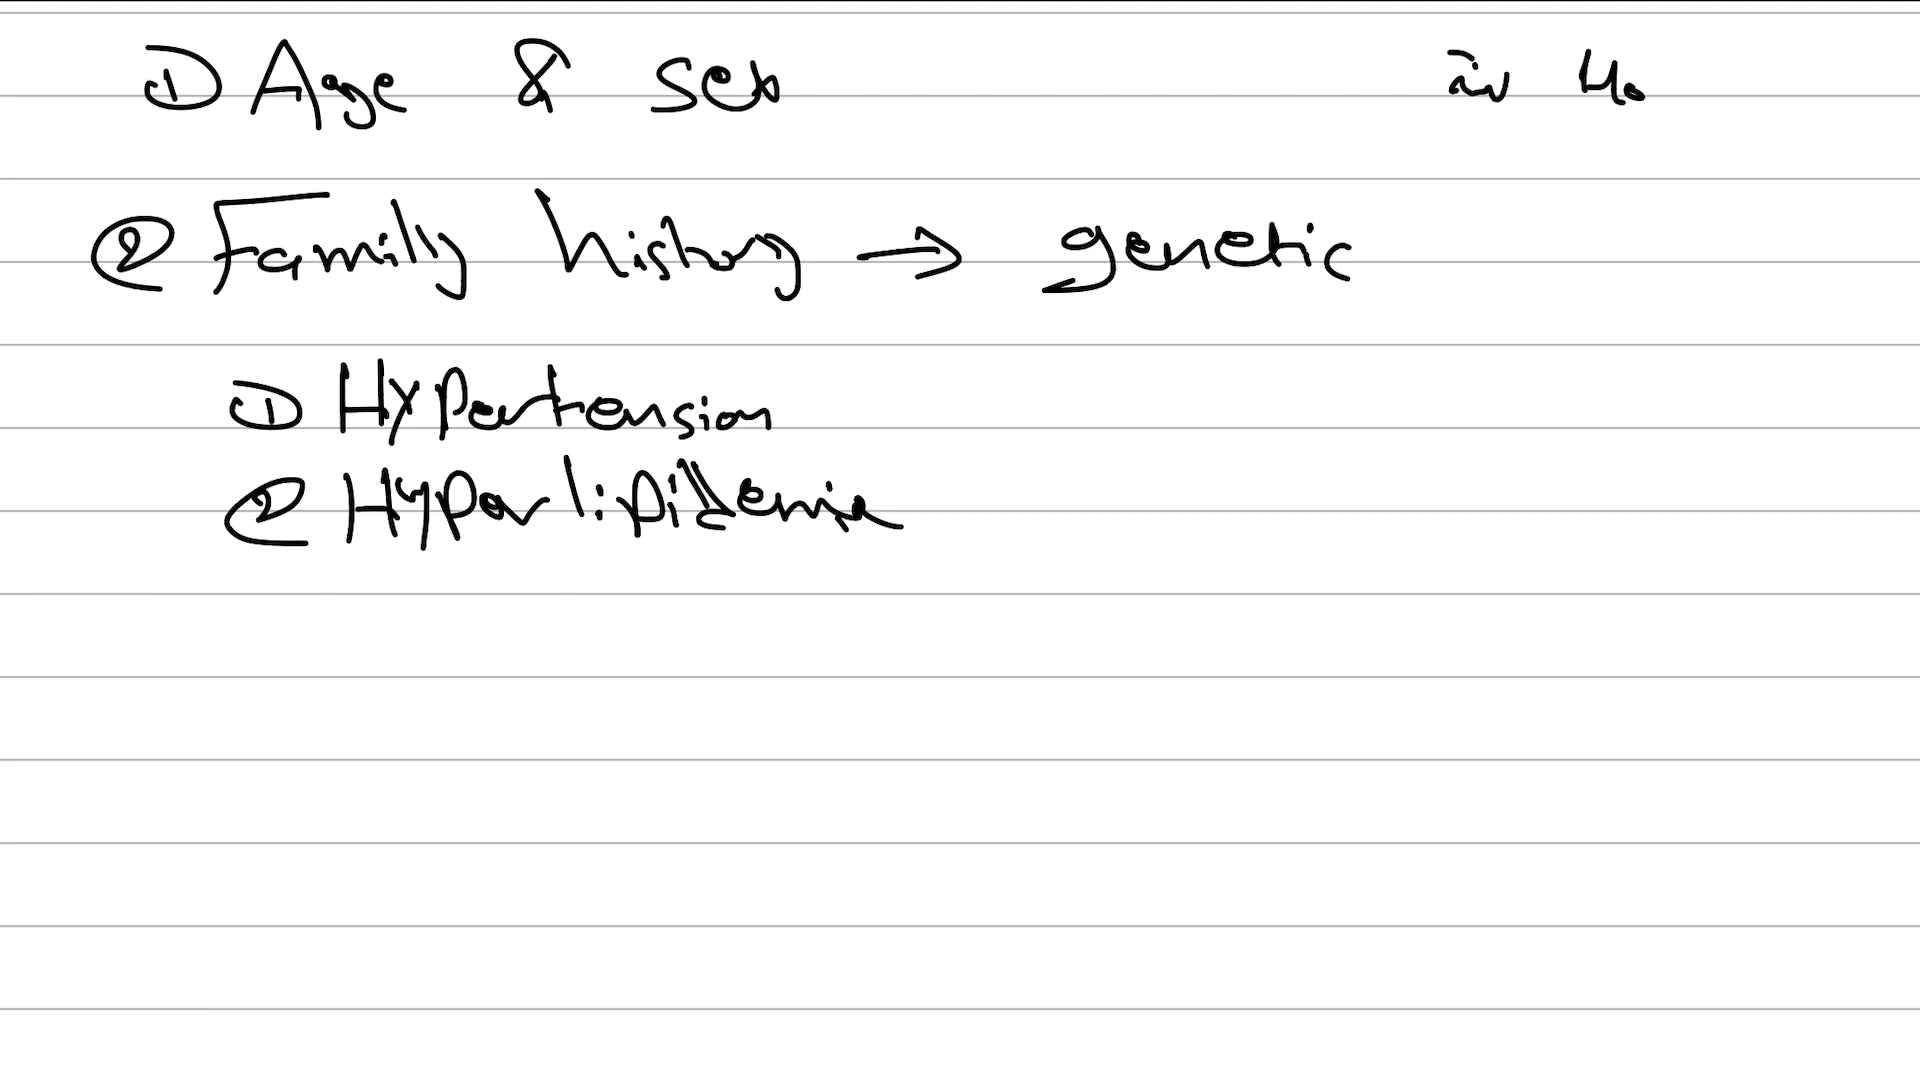 ① Age & sex
② Family history → genetic
① Hypertension
② Hyperlipidemia